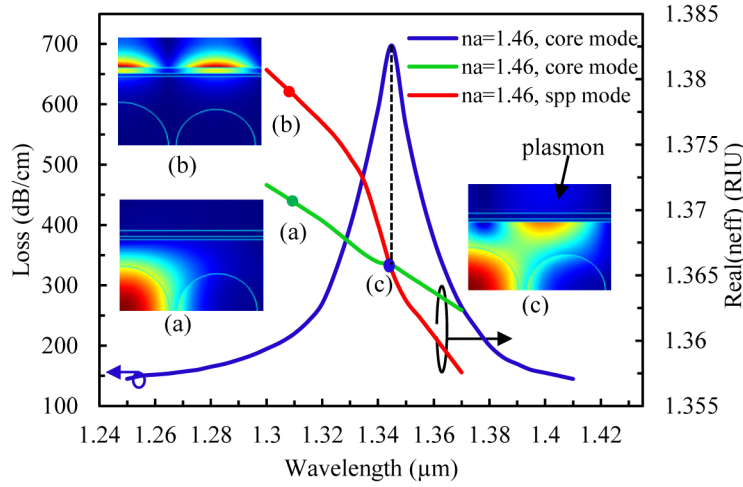 1.385
700
na=1.46, core mode
na=1.46, core mode
na=1.46, spp mode
600
1.38
(b)
500
(b)
plasmon
1.375
Loss (dB/cm)
Real(neff) (RIU)
400
(a)
1.37
300
(c)
1.365
(a)
(c)
200
1.36
100
1.355
1.24 1.26 1.28 1.3 1.32 1.34 1.36 1.38 1.4 1.42
Wavelength (μm)